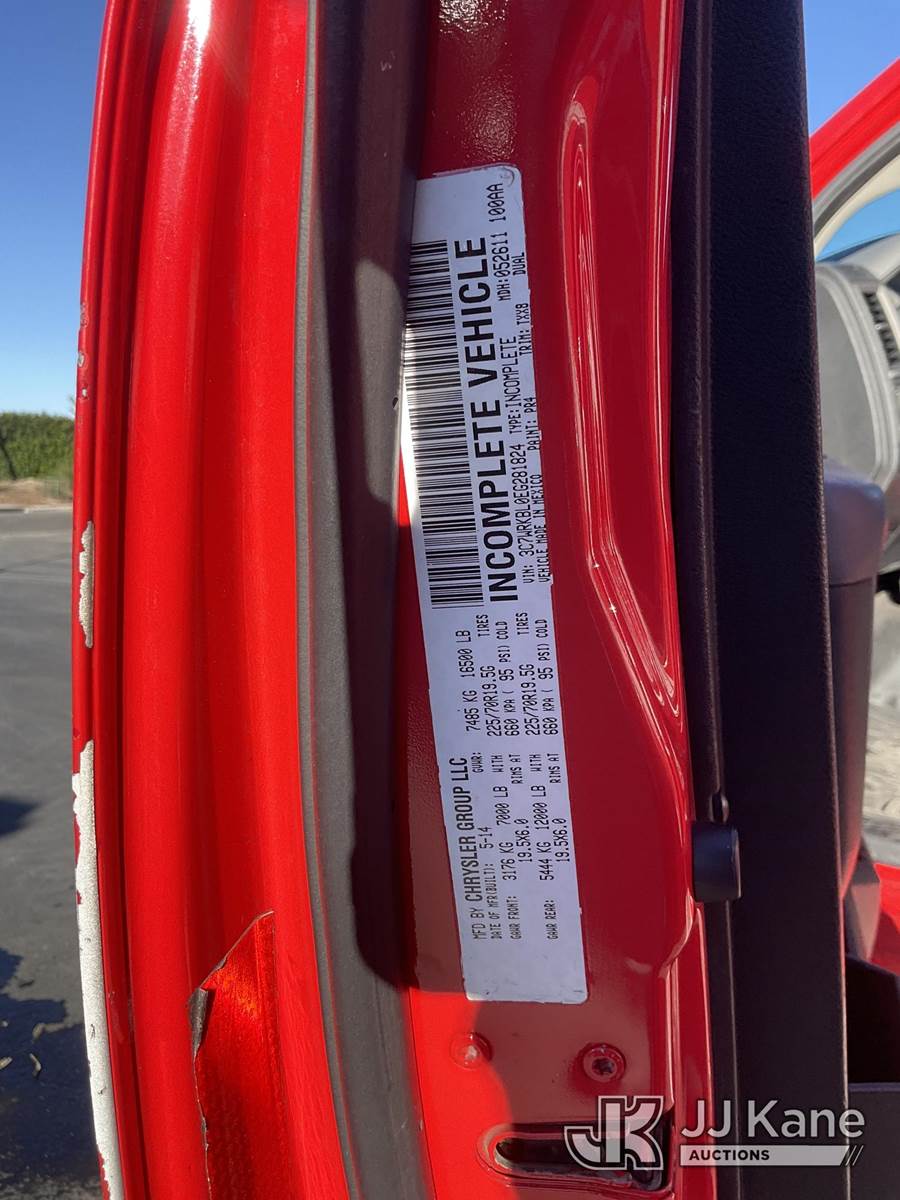 MFD BY CHRYSLER GROUP LLC
DATE OF MFR(BUILT): 5-14 GVWR: 7485 KG 16500 LB
GAWR FRONT: 3176 KG 7000 LB WITH 225/70R19.5G TIRES
19.5X6.0 RIMS AT 660 KPA ( 95 PSI) COLD
GAWR REAR: 5444 KG 12000 LB WITH 225/70R19.5G TIRES
19.5X6.0 RIMS AT 660 KPA ( 95 PSI) COLD
INCOMPLETE VEHICLE
MDH: 052611 100AA
VIN: 3C7WRKBL0EG281824 TYPE: INCOMPLETE DUAL
VEHICLE MADE IN MEXICO PAINT: PR4 TRIM: TXX8
JK JJ Kane
AUCTIONS